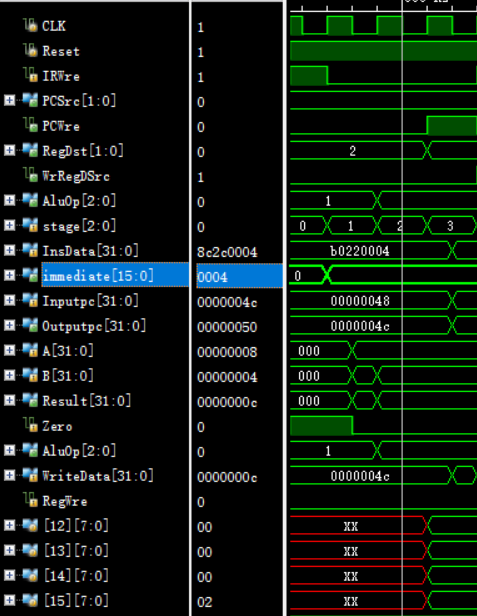 CLK 1
Reset 1
IRWre 1
PCSrc[1:0] 0
PCWre 0
RegDst[1:0] 0 2
WrRegDSrc 1
AluOp[2:0] 0 1
stage[2:0] 0 0 1 2 3
InsData[31:0] 8c2c0004 b0220004
immediate[15:0] 0004 0
Inputpc[31:0] 0000004c 00000048
Outputpc[31:0] 00000050 0000004c
A[31:0] 00000008 000
B[31:0] 00000004 000
Result[31:0] 0000000c 000
Zero 0
AluOp[2:0] 0 1
WriteData[31:0] 0000000c 0000004c
RegWre 0
[12][7:0] 00 XX
[13][7:0] 00 XX
[14][7:0] 00 XX
[15][7:0] 02 XX